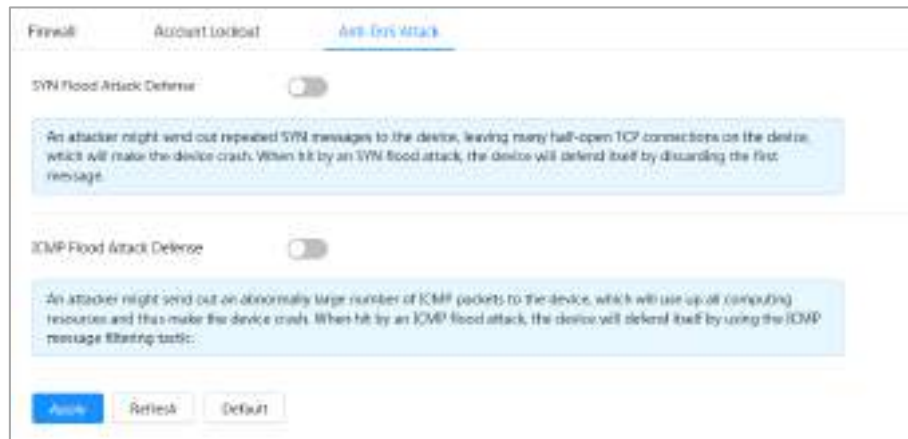 Firewall Account Lockout Anti-DoS Attack
SYN Flood Attack Defense
An attacker might send out repeated SYN messages to the device, leaving many half-open TCP connections on the device,
which will make the device crash. When hit by an SYN flood attack, the device will defend itself by discarding the first
message.
ICMP Flood Attack Defense
An attacker might send out an abnormally large number of ICMP packets to the device, which will use up all computing
resources and thus make the device crash. When hit by an ICMP flood attack, the device will defend itself by using the ICMP
message filtering tactic.
Apply Refresh Default